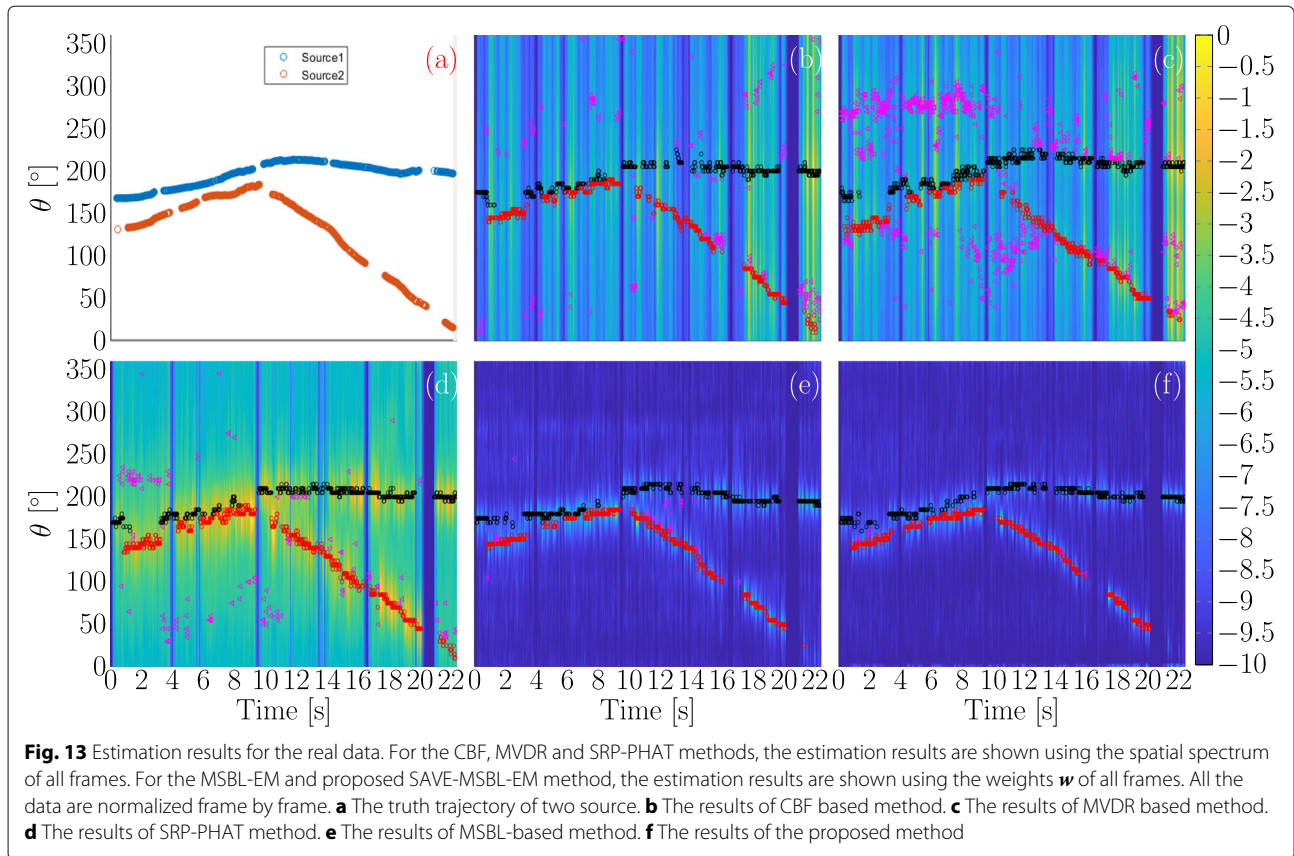 350
300
250
200
150
100
50
0
θ [°]
Source1
Source2
(a)
(b)
(c)
0
−0.5
−1
−1.5
−2
−2.5
−3
−3.5
−4
−4.5
−5
−5.5
−6
−6.5
−7
−7.5
−8
−8.5
−9
−9.5
−10
350
300
250
200
150
100
50
0
θ [°]
(d)
(e)
(f)
0 2 4 6 8 10 12 14 16 18 20 22
0 2 4 6 8 10 12 14 16 18 20 22
0 2 4 6 8 10 12 14 16 18 20 22
Time [s]
Time [s]
Time [s]
Fig. 13 Estimation results for the real data. For the CBF, MVDR and SRP-PHAT methods, the estimation results are shown using the spatial spectrum
of all frames. For the MSBL-EM and proposed SAVE-MSBL-EM method, the estimation results are shown using the weights w of all frames. All the
data are normalized frame by frame. a The truth trajectory of two source. b The results of CBF based method. c The results of MVDR based method.
d The results of SRP-PHAT method. e The results of MSBL-based method. f The results of the proposed method